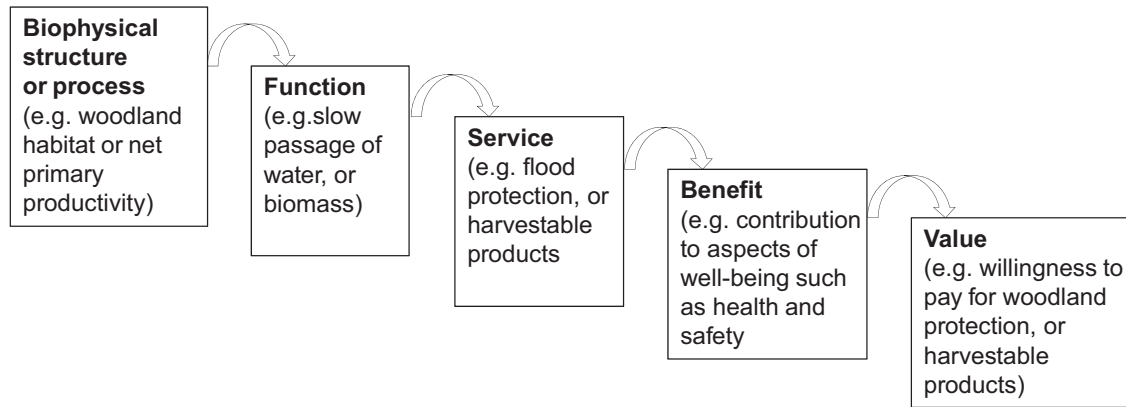 Biophysical
structure
or process
(e.g. woodland
habitat or net
primary
productivity)
Function
(e.g.slow
passage of
water, or
biomass)
Service
(e.g. flood
protection, or
harvestable
products
Benefit
(e.g. contribution
to aspects of
well-being such
as health and
safety
Value
(e.g. willingness to
pay for woodland
protection, or
harvestable
products)